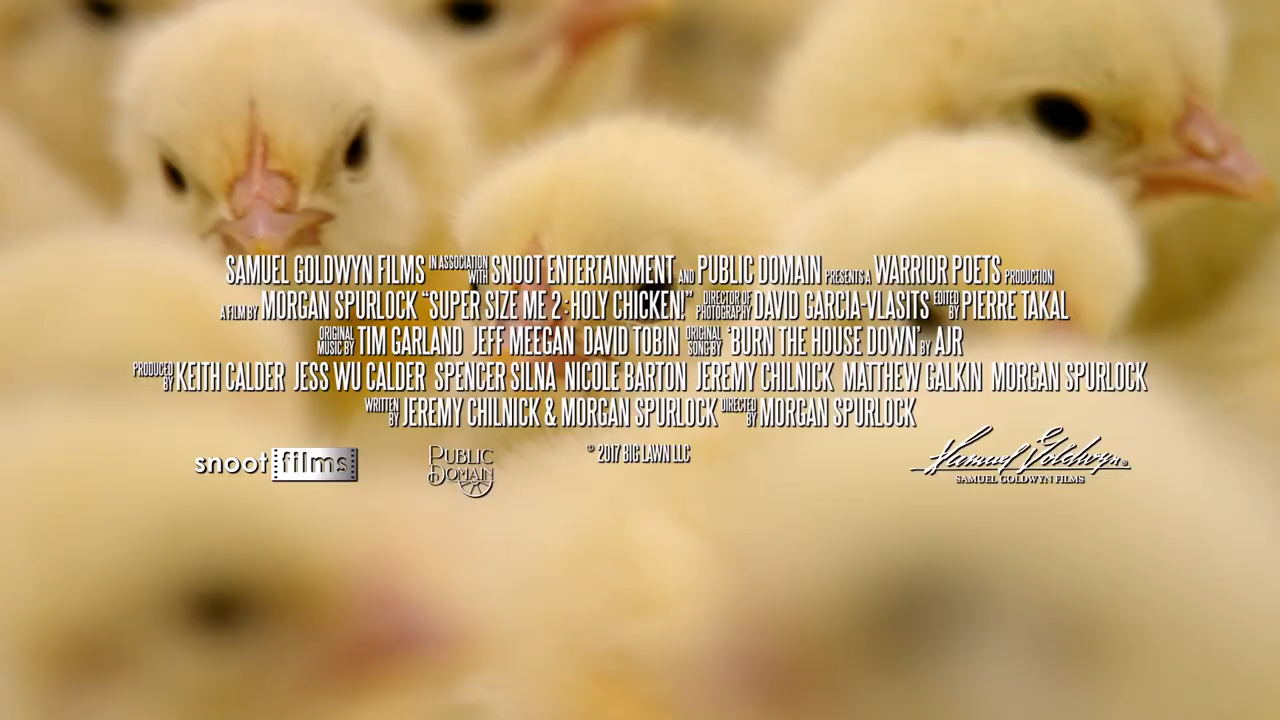 SAMUEL GOLDWYN FILMS IN ASSOCIATION WITH SNOOT ENTERTAINMENT AND PUBLIC DOMAIN PRESENTS A WARRIOR POETS PRODUCTION
A FILM BY MORGAN SPURLOCK “SUPER SIZE ME 2: HOLY CHICKEN!” DIRECTOR OF PHOTOGRAPHY DAVID GARCIA-VLASITS EDITED BY PIERRE TAKAL
ORIGINAL MUSIC BY TIM GARLAND JEFF MEEGAN DAVID TOBIN ORIGINAL SONG BY 'BURN THE HOUSE DOWN' BY AJR
PRODUCED BY KEITH CALDER JESS WU CALDER SPENCER SILNA NICOLE BARTON JEREMY CHILNICK MATTHEW GALKIN MORGAN SPURLOCK
WRITTEN BY JEREMY CHILNICK & MORGAN SPURLOCK DIRECTED BY MORGAN SPURLOCK
© 2017 BIG LAWN LLC
snoot films
PUBLIC DOMAIN
Samuel Goldwyn®
SAMUEL GOLDWYN FILMS